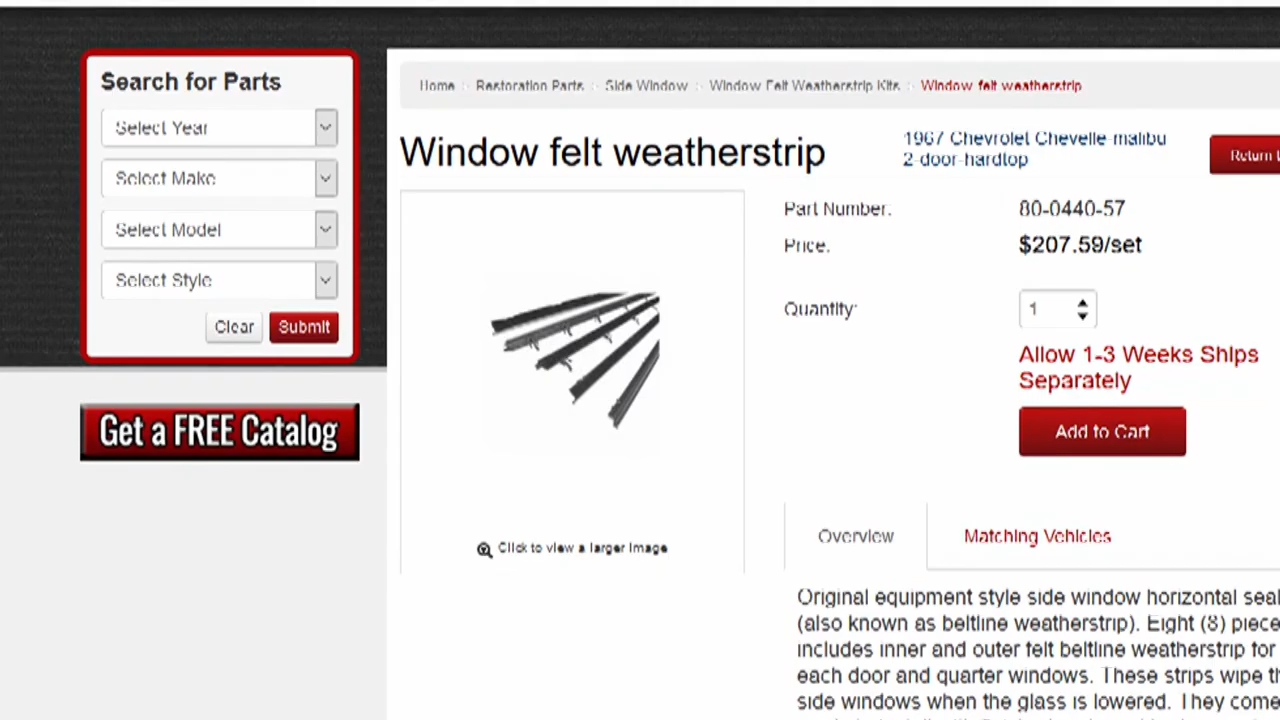 Search for Parts
Select Year
Select Make
Select Model
Select Style
Clear Submit
Get a FREE Catalog
Home Restoration Parts Side Window Window Felt Weatherstrip Kits Window felt weatherstrip
Window felt weatherstrip
1967 Chevrolet Chevelle-malibu
2-door-hardtop
Return
Part Number: 80-0440-57
Price: $207.59/set
Quantity: 1
Allow 1-3 Weeks Ships
Separately
Add to Cart
Click to view a larger image
Overview Matching Vehicles
Original equipment style side window horizontal seal
(also known as beltline weatherstrip). Eight (8) piece
includes inner and outer felt beltline weatherstrip for
each door and quarter windows. These strips wipe th
side windows when the glass is lowered. They come